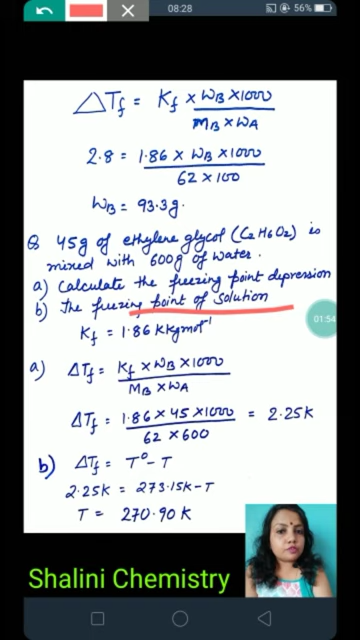 08:28
56%
ΔTf = Kf × WB × 1000
MB × WA
2.8 = 1.86 × WB × 1000
62 × 100
WB = 93.3g.
Q. 45g of ethylene glycol (C2H6O2) is
mixed with 600g of water.
a) Calculate the freezing point depression
b) The freezing point of solution
Kf = 1.86 K kg mol⁻¹
01:54
a) ΔTf = Kf × WB × 1000
MB × WA
ΔTf = 1.86 × 45 × 1000 = 2.25K
62 × 600
b) ΔTf = T° - T
2.25K = 273.15K - T
T = 270.90 K
Shalini Chemistry